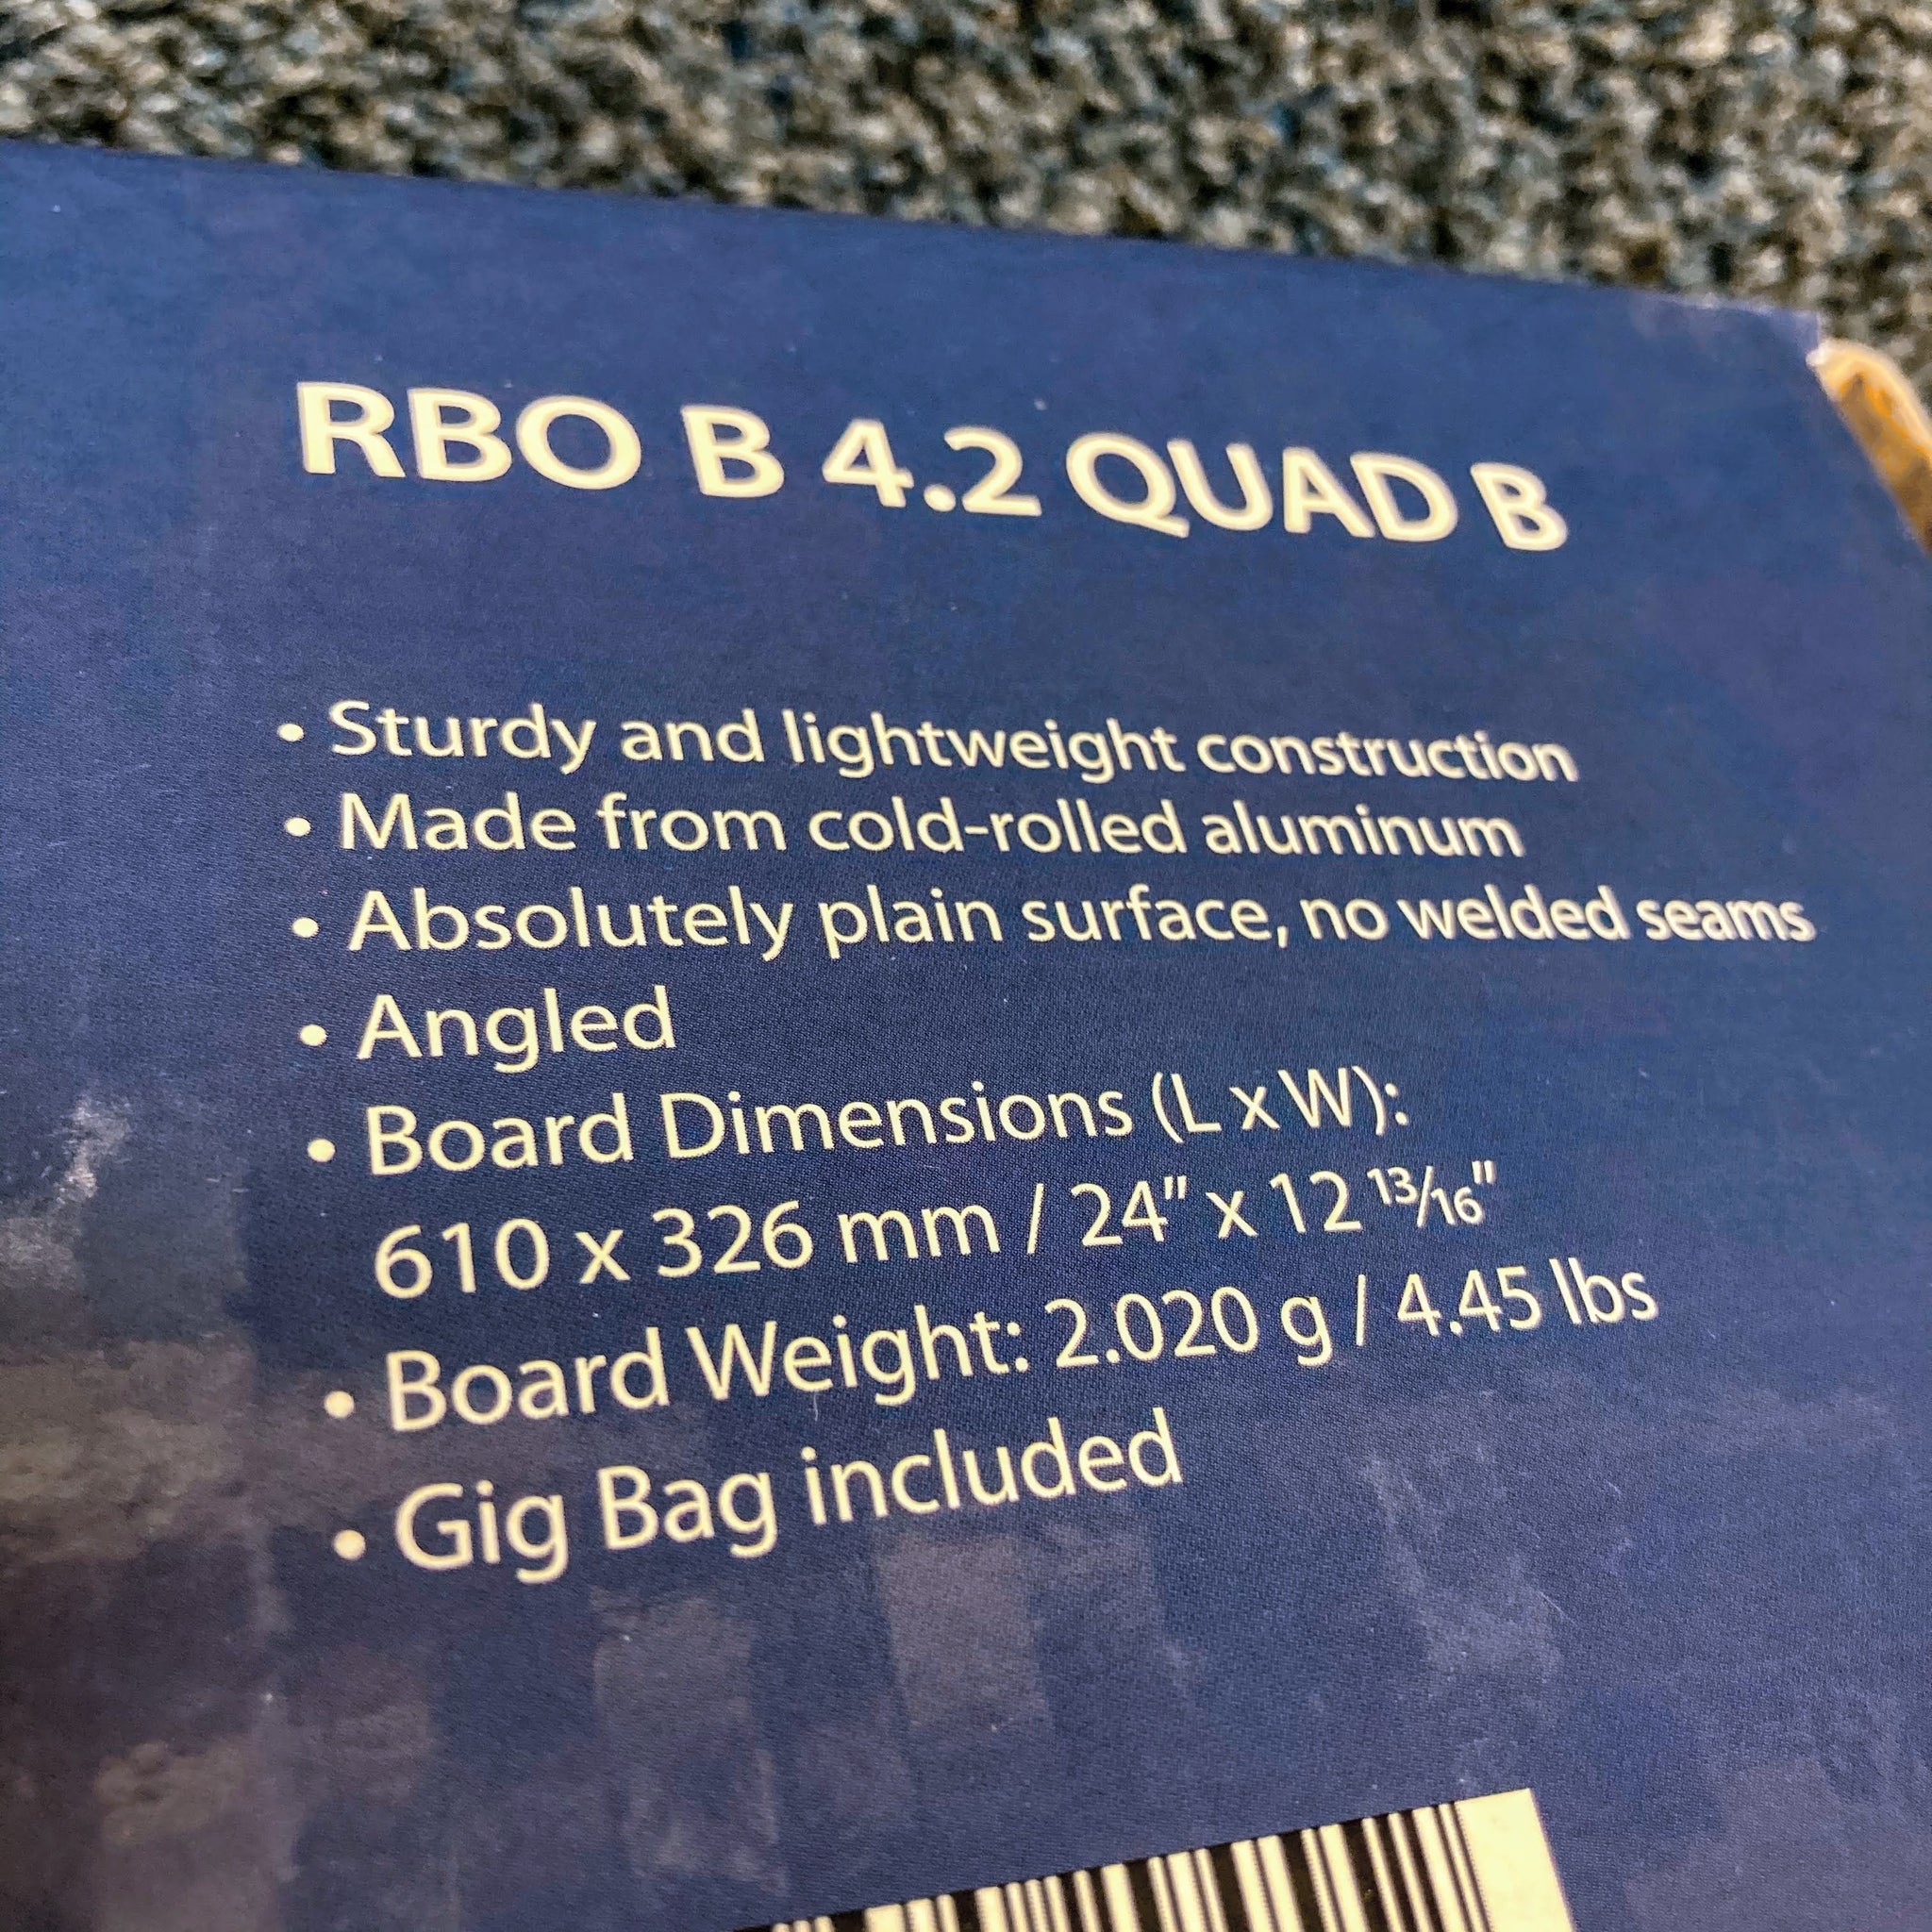 RBO B 4.2 QUAD B
• Sturdy and lightweight construction
• Made from cold-rolled aluminum
• Absolutely plain surface, no welded seams
• Angled
• Board Dimensions (L x W):
610 x 326 mm / 24" x 12 13/16"
• Board Weight: 2.020 g / 4.45 lbs
• Gig Bag included